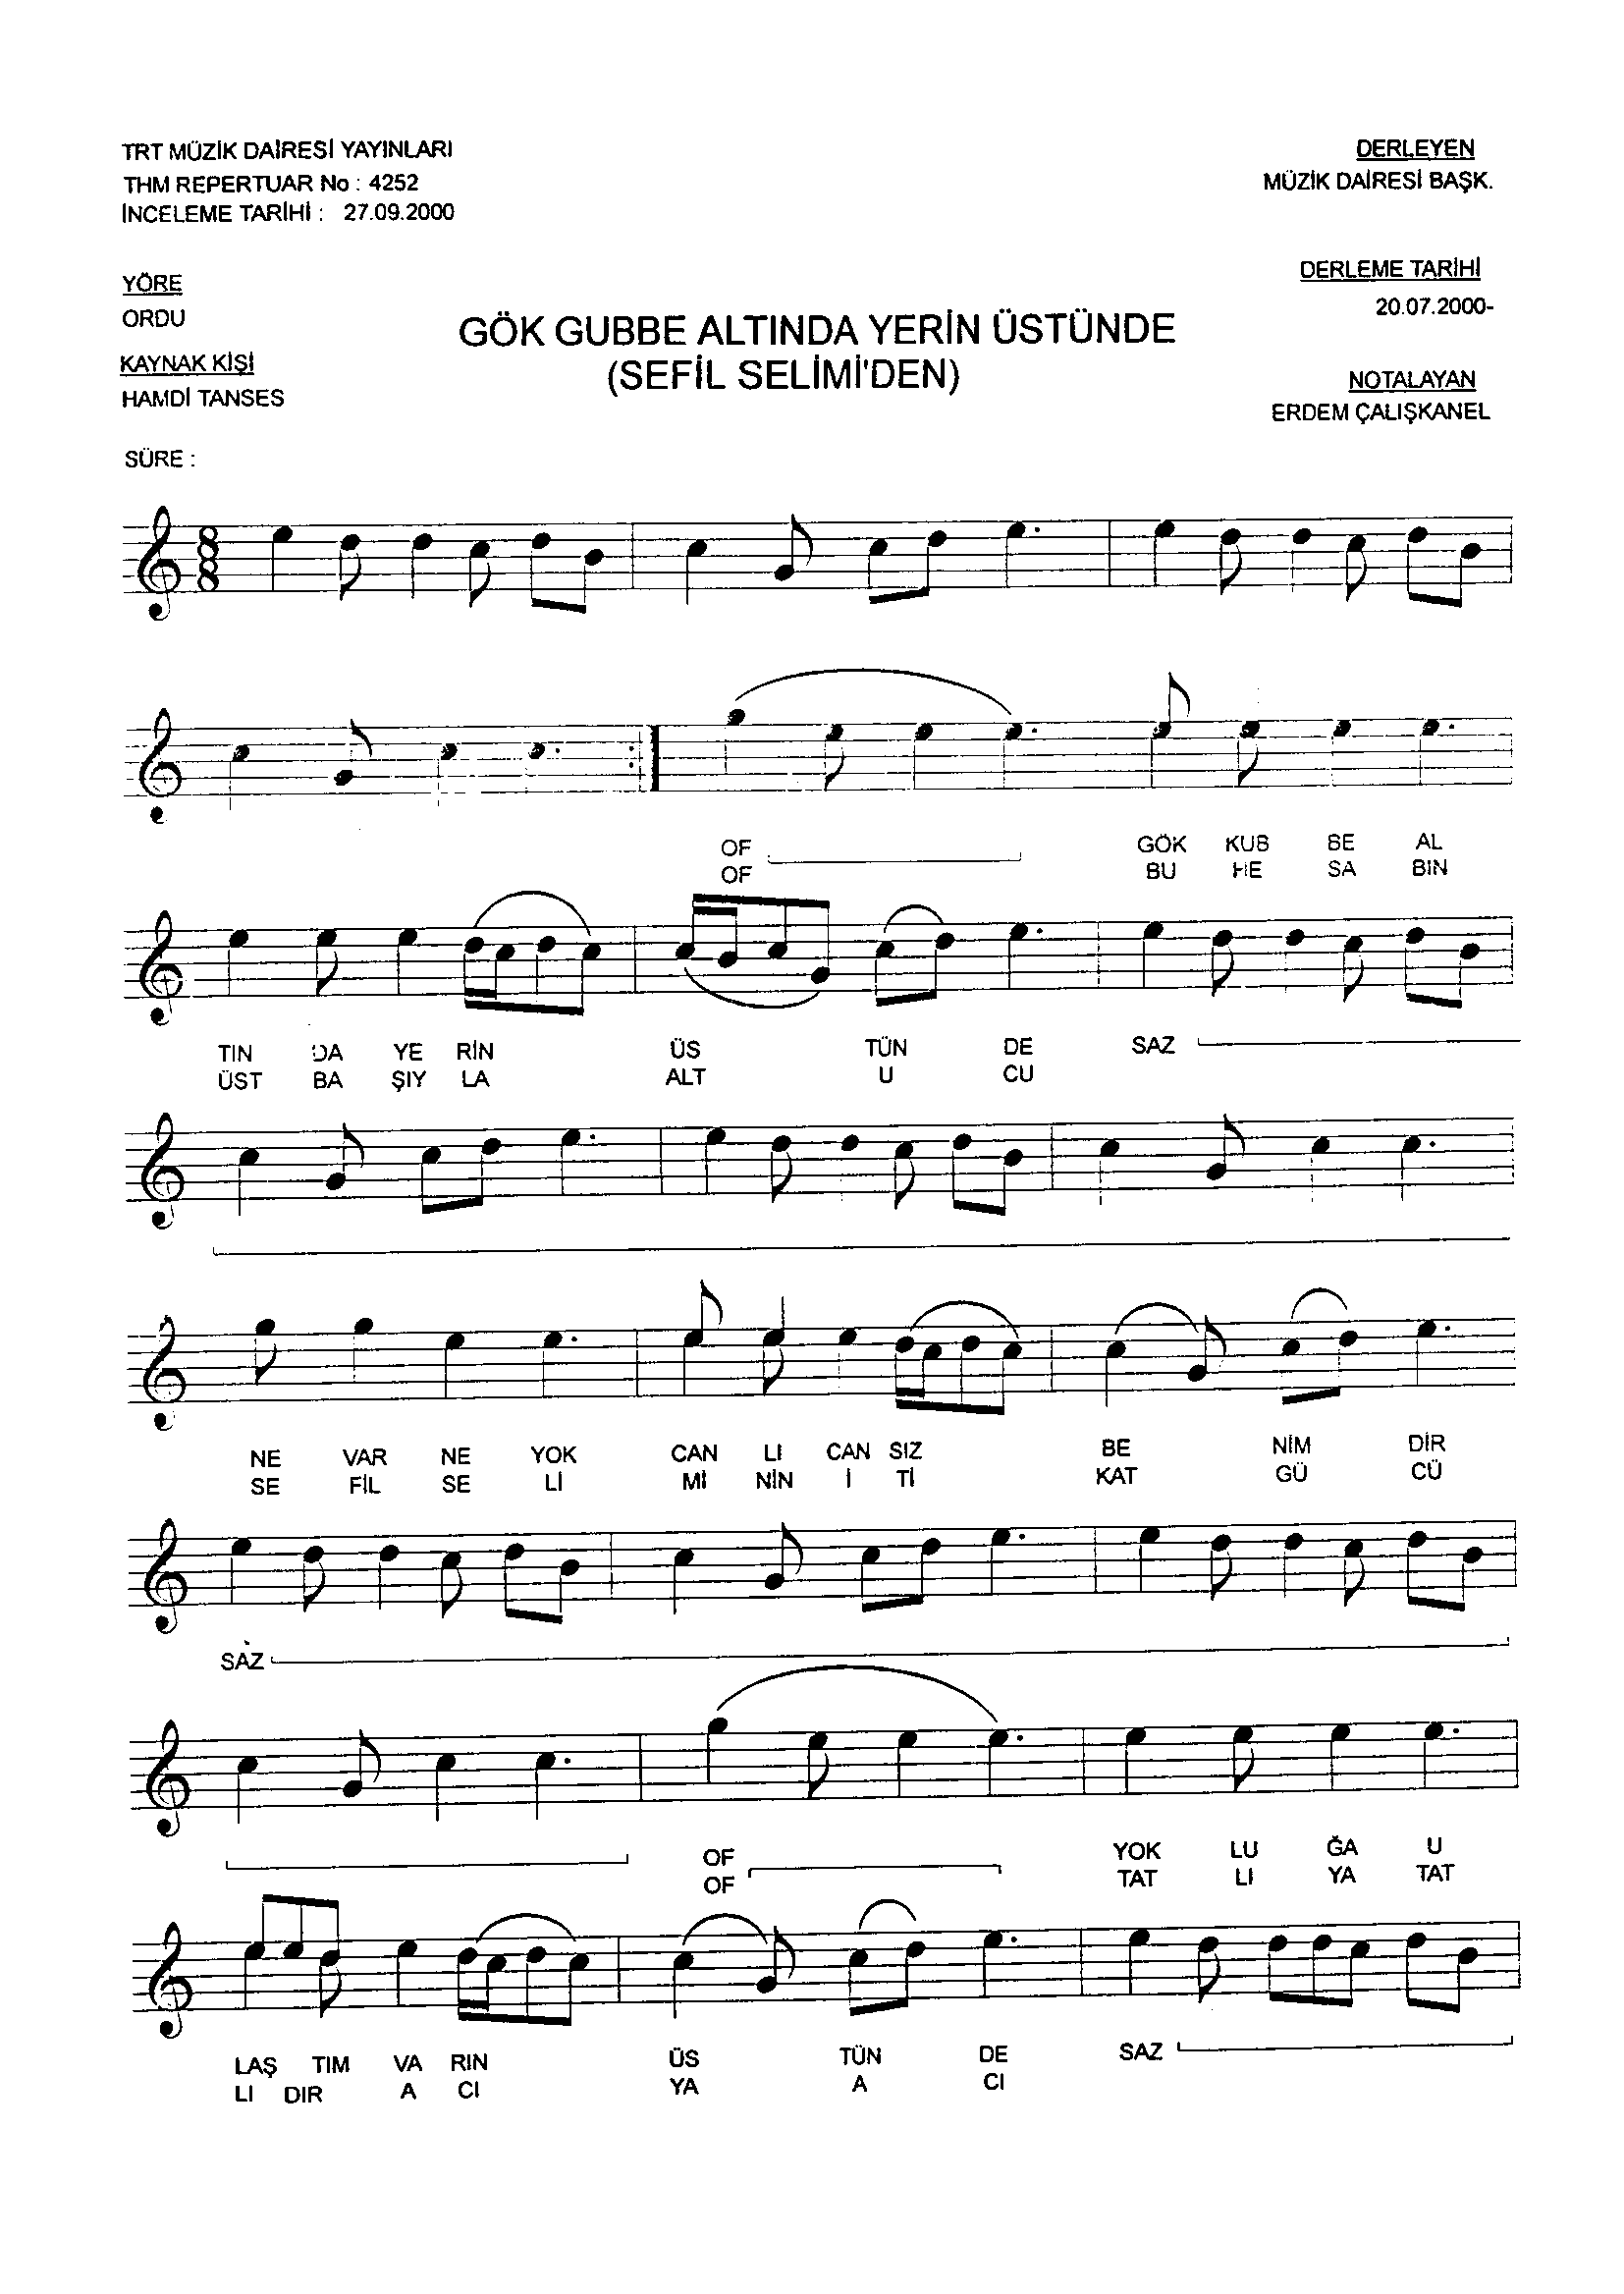 TRT MÜZİK DAİRESİ YAYINLARI
THM REPERTUAR No : 4252
İNCELEME TARİHİ : 27.09.2000
DERLEYEN
MÜZİK DAİRESİ BAŞK.
YÖRE
ORDU
DERLEME TARİHİ
20.07.2000-
GÖK GUBBE ALTINDA YERİN ÜSTÜNDE
(SEFİL SELİMİ'DEN)
KAYNAK KİŞİ
HAMDİ TANSES
NOTALAYAN
ERDEM ÇALIŞKANEL
SÜRE :
8
8
OF GÖK KUB BE AL
OF BU HE SA BIN
TIN DA YE RİN ÜS TÜN DE SAZ
ÜST BA ŞIY LA ALT U CU
NE VAR NE YOK CAN LI CAN SIZ BE NİM DİR
SE FİL SE Lİ Mİ NİN İ Tİ KAT GÜ CÜ
SAZ
OF YOK LU ĞA U
OF TAT LI YA TAT
LAŞ TIM VA RIN ÜS TÜN DE SAZ
LI DIR A CI YA A CI